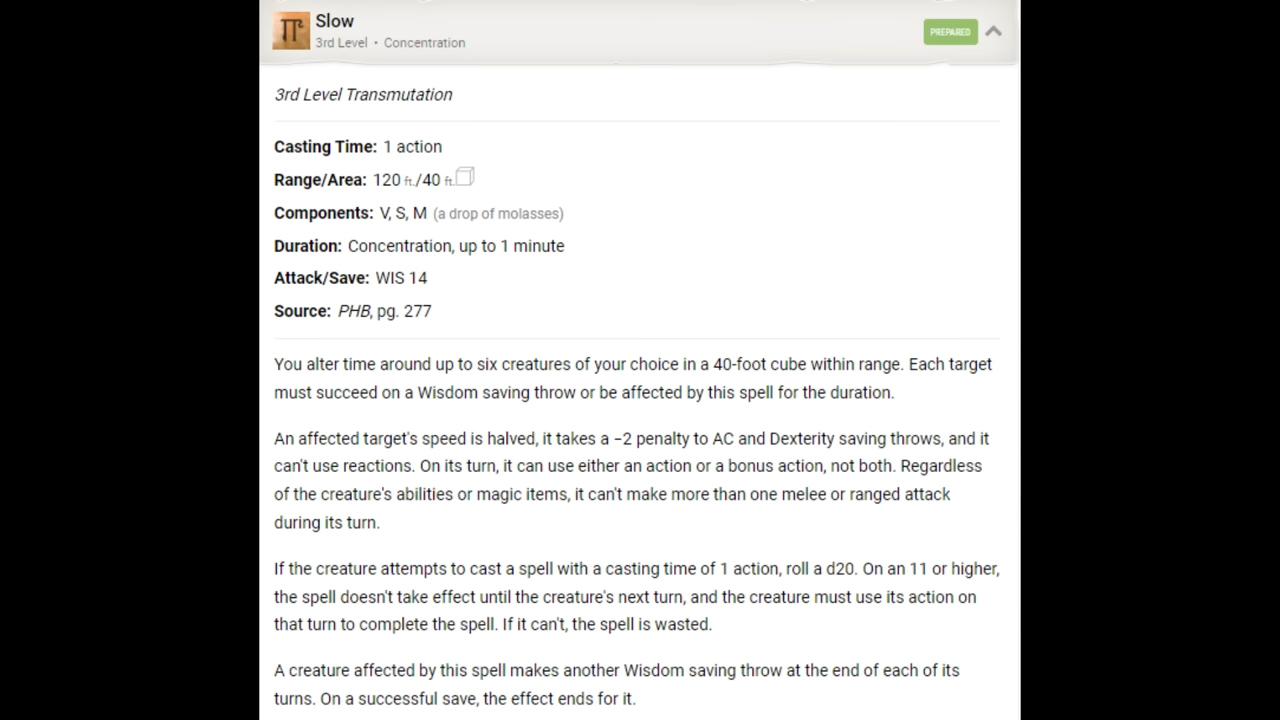 Slow
3rd Level • Concentration
PREPARED
3rd Level Transmutation
Casting Time: 1 action
Range/Area: 120 ft./40 ft.
Components: V, S, M (a drop of molasses)
Duration: Concentration, up to 1 minute
Attack/Save: WIS 14
Source: PHB, pg. 277
You alter time around up to six creatures of your choice in a 40-foot cube within range. Each target
must succeed on a Wisdom saving throw or be affected by this spell for the duration.
An affected target's speed is halved, it takes a −2 penalty to AC and Dexterity saving throws, and it
can't use reactions. On its turn, it can use either an action or a bonus action, not both. Regardless
of the creature's abilities or magic items, it can't make more than one melee or ranged attack
during its turn.
If the creature attempts to cast a spell with a casting time of 1 action, roll a d20. On an 11 or higher,
the spell doesn't take effect until the creature's next turn, and the creature must use its action on
that turn to complete the spell. If it can't, the spell is wasted.
A creature affected by this spell makes another Wisdom saving throw at the end of each of its
turns. On a successful save, the effect ends for it.